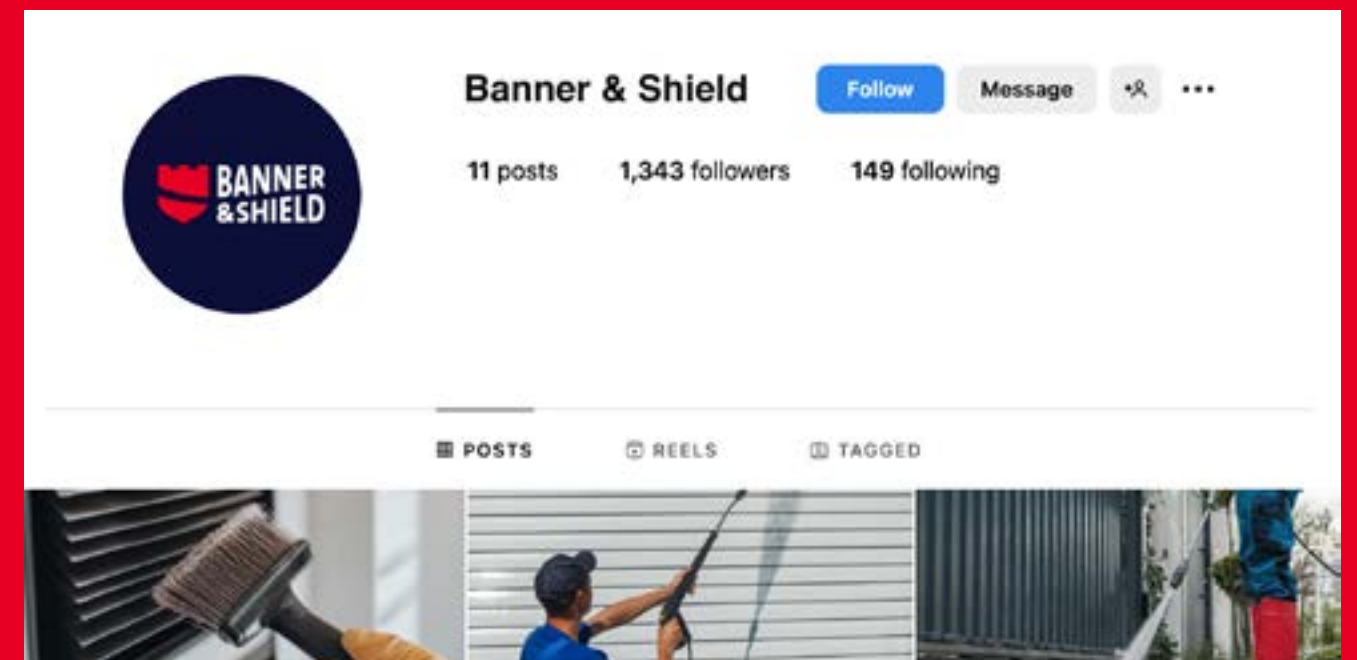 BANNER
&SHIELD
Banner & Shield
Follow
Message
11 posts
1,343 followers
149 following
POSTS
REELS
TAGGED